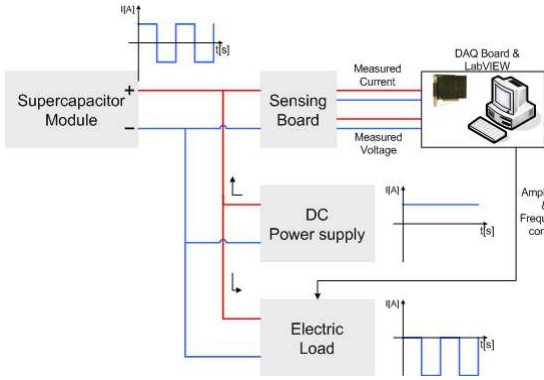 I[A]
t[s]
DAQ Board &
LabVIEW
Supercapacitor
Module
+
−
Sensing
Board
Measured
Current
Measured
Voltage
DC
Power supply
I[A]
t[s]
Electric
Load
I[A]
t[s]